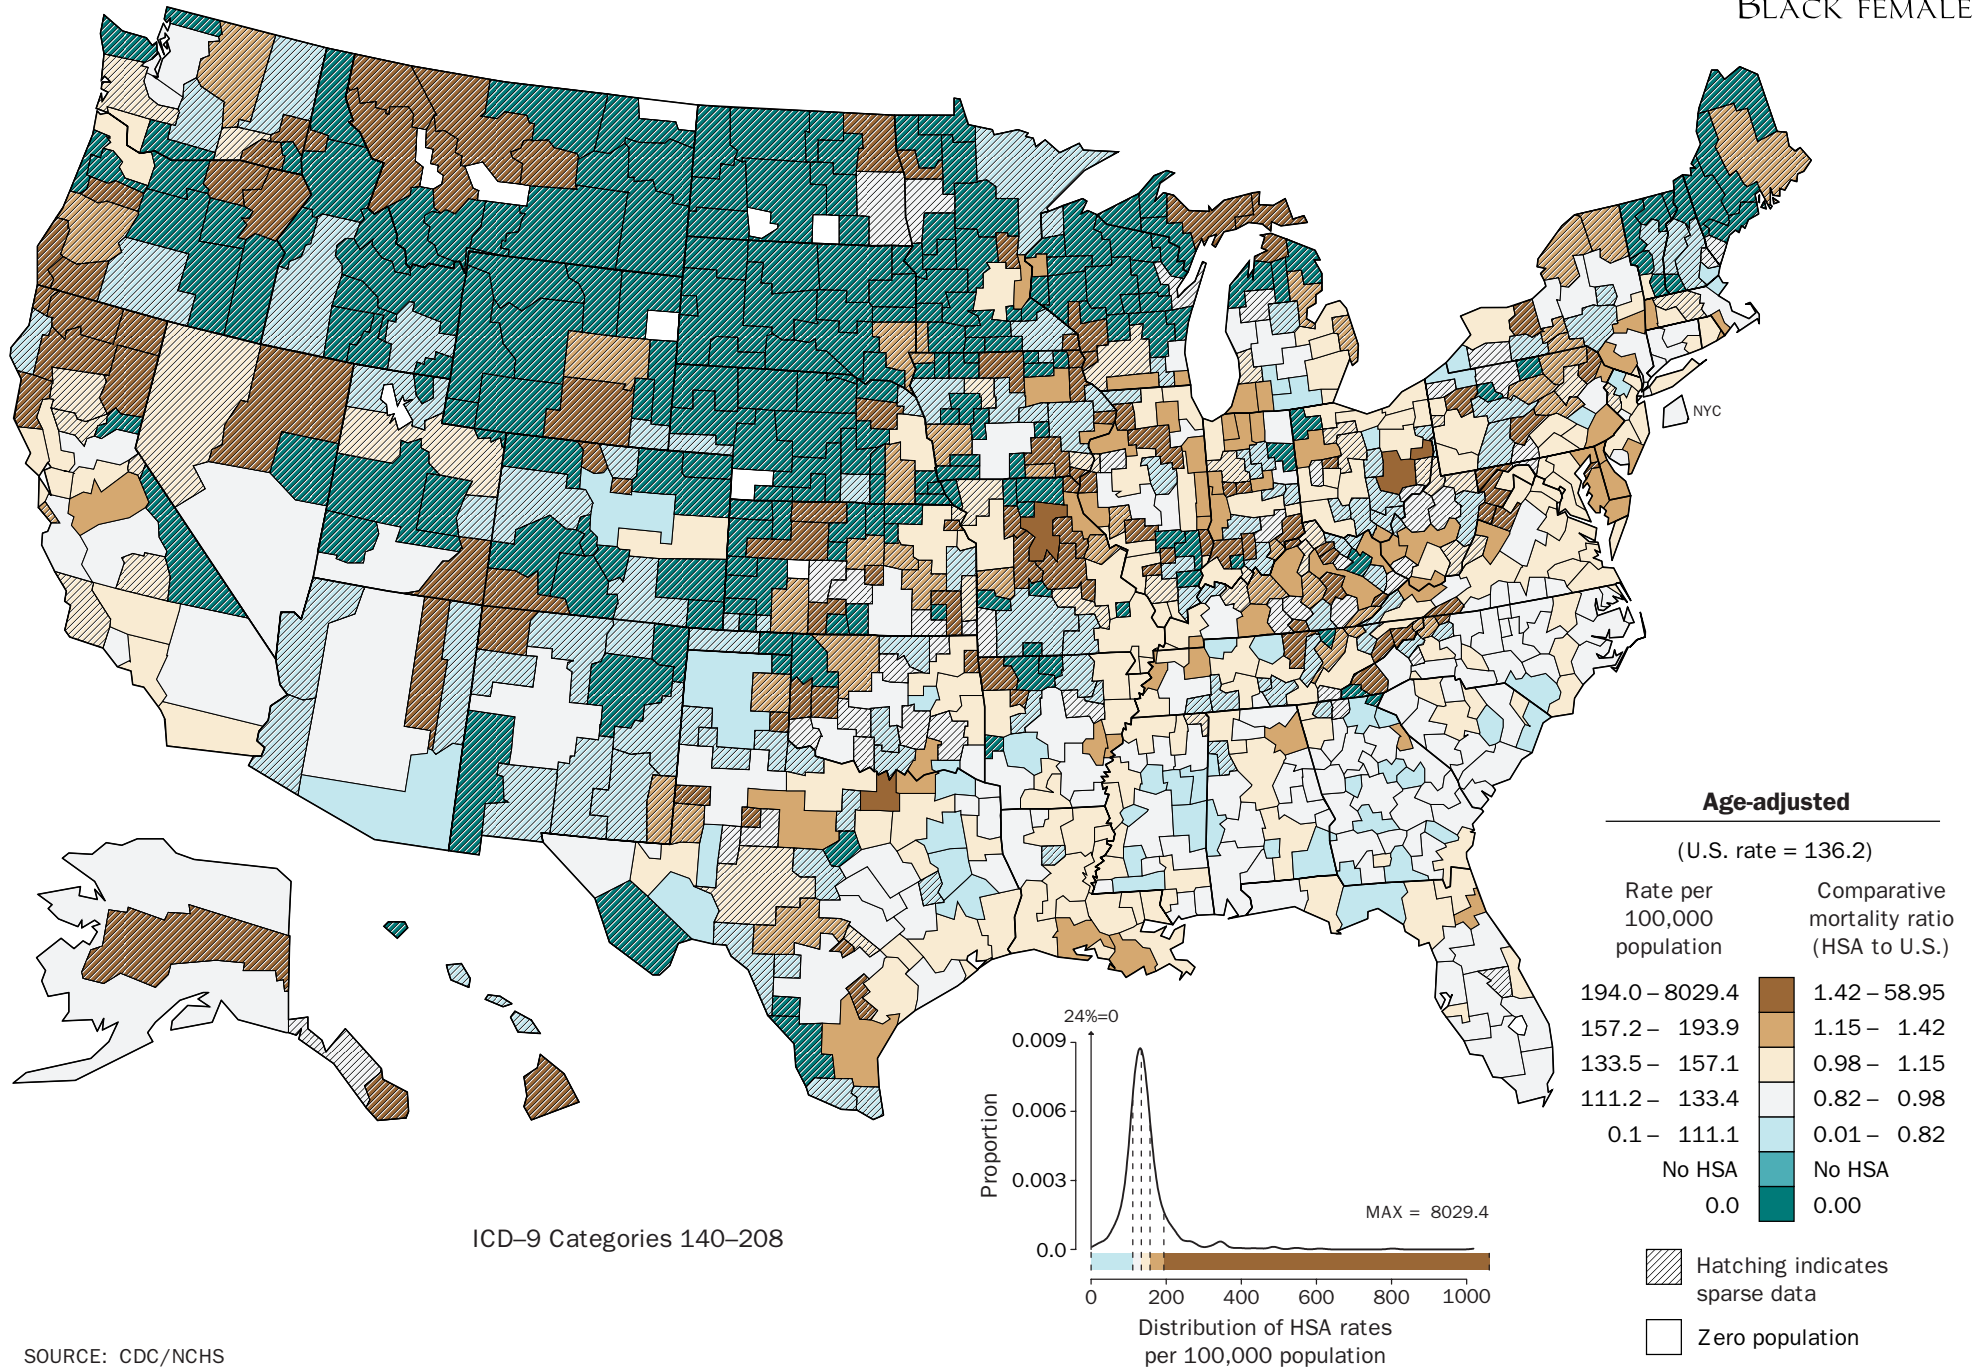 BLACK FEMALE
NYC
Age-adjusted
(U.S. rate = 136.2)
Rate per
100,000
population
Comparative
mortality ratio
(HSA to U.S.)
194.0 – 8029.4 1.42 – 58.95
157.2 – 193.9 1.15 – 1.42
133.5 – 157.1 0.98 – 1.15
111.2 – 133.4 0.82 – 0.98
0.1 – 111.1 0.01 – 0.82
No HSA No HSA
0.0 0.00
Hatching indicates
sparse data
Zero population
24%=0
0.009
0.006
0.003
0.0
Proportion
MAX = 8029.4
0 200 400 600 800 1000
Distribution of HSA rates
per 100,000 population
ICD–9 Categories 140–208
SOURCE: CDC/NCHS